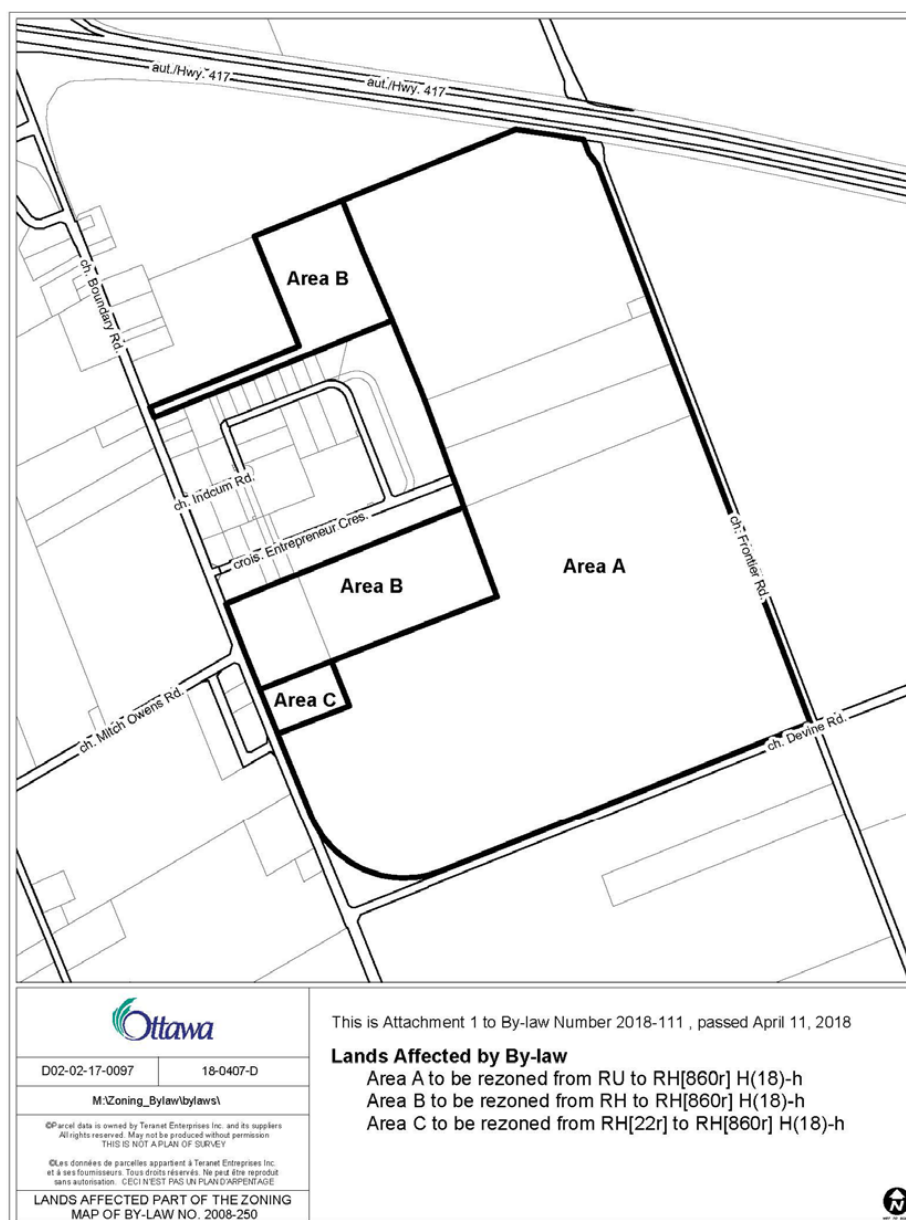 aut./Hwy. 417
aut./Hwy. 417
ch. Boundary Rd.
Area B
ch. Indcum Rd.
crois. Entrepreneur Cres.
Area B
Area A
ch. Frontier Rd.
Area C
ch. Mitch Owens Rd.
ch. Devine Rd.
Ottawa
D02-02-17-0097
18-0407-D
M:\Zoning_Bylaw\bylaws\
©Parcel data is owned by Teranet Enterprises Inc. and its suppliers
All rights reserved. May not be produced without permission
THIS IS NOT A PLAN OF SURVEY
©Les données de parcelles appartient à Teranet Entreprises Inc.
et à ses fournisseurs. Tous droits réservés. Ne peut être reproduit
sans autorisation. CECI N'EST PAS UN PLAN D'ARPENTAGE
LANDS AFFECTED PART OF THE ZONING
MAP OF BY-LAW NO. 2008-250
This is Attachment 1 to By-law Number 2018-111 , passed April 11, 2018
Lands Affected by By-law
Area A to be rezoned from RU to RH[860r] H(18)-h
Area B to be rezoned from RH to RH[860r] H(18)-h
Area C to be rezoned from RH[22r] to RH[860r] H(18)-h